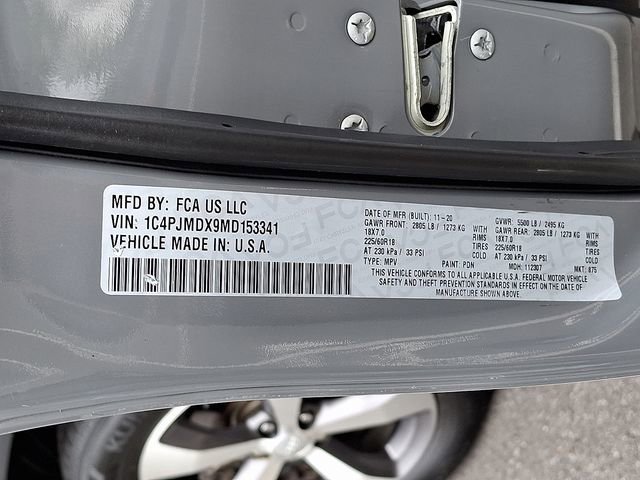 MFD BY: FCA US LLC
VIN: 1C4PJMDX9MD153341
VEHICLE MADE IN: U.S.A.
DATE OF MFR (BUILT): 11-20 GVWR: 5500 LB / 2495 KG
GAWR FRONT: 2805 LB / 1273 KG WITH GAWR REAR: 2805 LB / 1273 KG WITH
18X7.0 RIMS 18X7.0 RIMS
225/60R18 TIRES 225/60R18 TIRES
AT 230 kPa / 33 PSI COLD AT 230 kPa / 33 PSI COLD
TYPE: MPV PAINT: PDN MDH: 112307 MKT: 875
THIS VEHICLE CONFORMS TO ALL APPLICABLE U.S.A. FEDERAL MOTOR VEHICLE
SAFETY AND THEFT PREVENTION STANDARDS IN EFFECT ON THE DATE OF
MANUFACTURE SHOWN ABOVE.